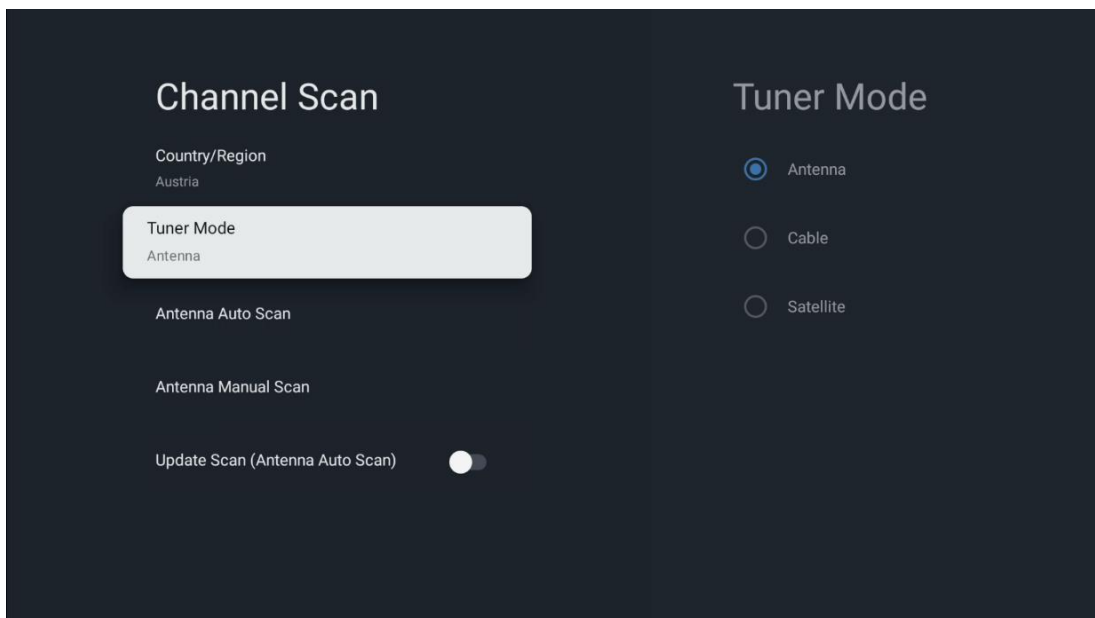 Channel Scan
Country/Region
Austria
Tuner Mode
Antenna
Antenna Auto Scan
Antenna Manual Scan
Update Scan (Antenna Auto Scan)
Tuner Mode
Antenna
Cable
Satellite